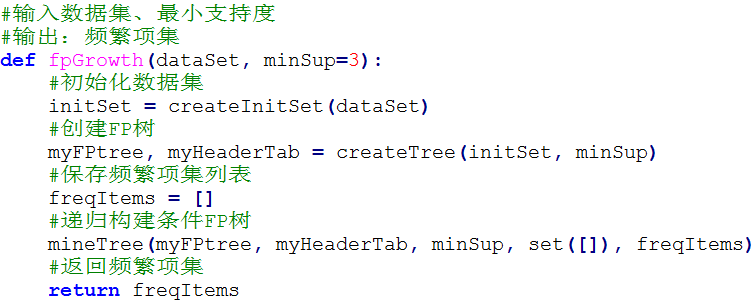 #输入数据集、最小支持度
#输出：频繁项集
def fpGrowth(dataSet, minSup=3):
    #初始化数据集
    initSet = createInitSet(dataSet)
    #创建FP树
    myFPtree, myHeaderTab = createTree(initSet, minSup)
    #保存频繁项集列表
    freqItems = []
    #递归构建条件FP树
    mineTree(myFPtree, myHeaderTab, minSup, set([]), freqItems)
    #返回频繁项集
    return freqItems